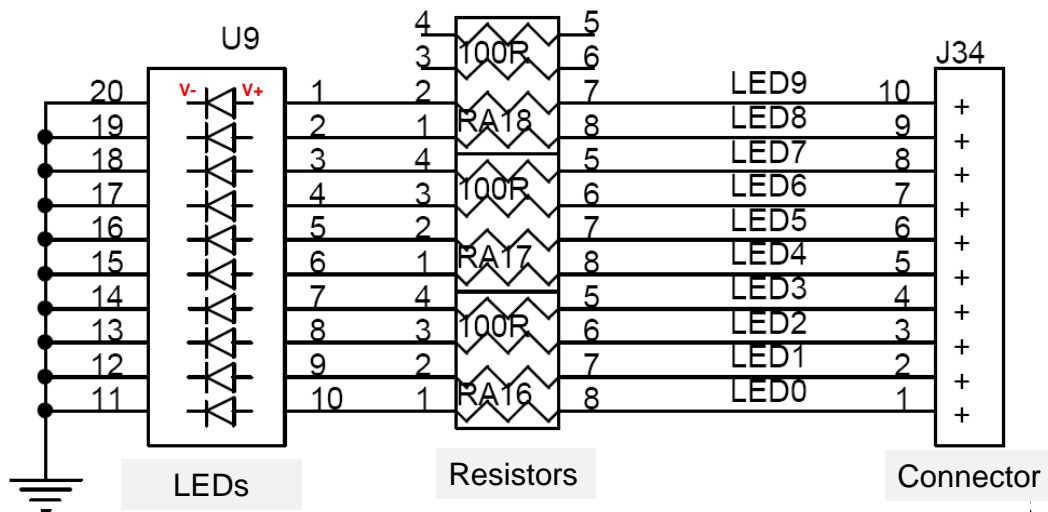 4 5
U9
100R
3 6
J34
V- V+
20 1 2 7 LED9 10 +
19 2 1 RA18 8 LED8 9 +
18 3 4 5 LED7 8 +
100R
17 4 3 6 LED6 7 +
16 5 2 7 LED5 6 +
15 6 1 RA17 8 LED4 5 +
14 7 4 5 LED3 4 +
100R
13 8 3 6 LED2 3 +
12 9 2 7 LED1 2 +
11 10 1 RA16 8 LED0 1 +
LEDs Resistors Connector